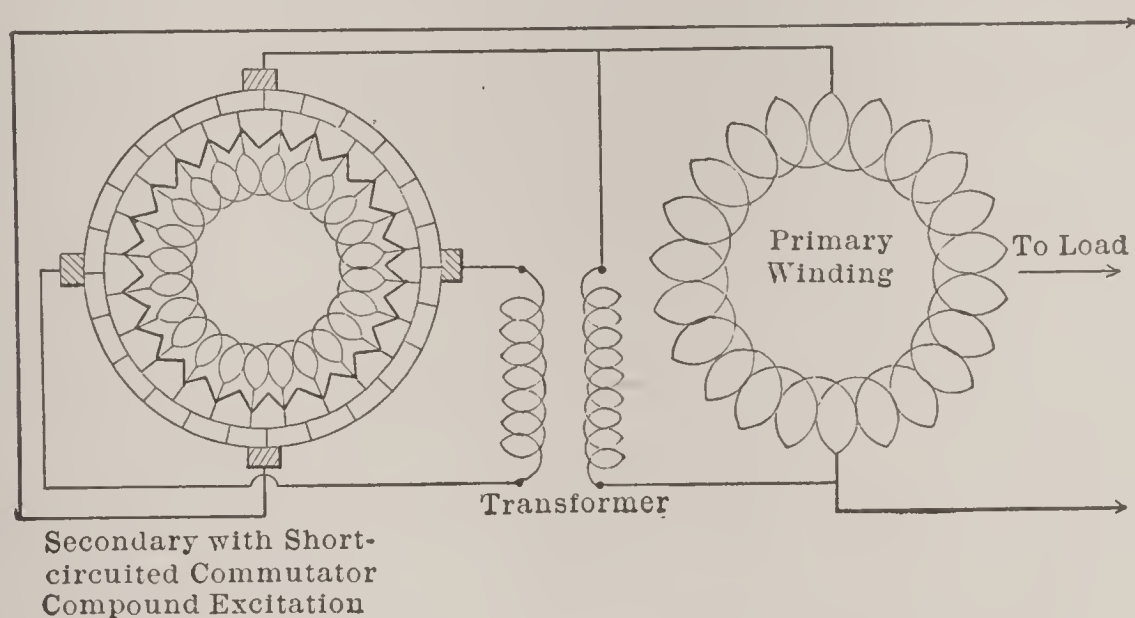 Primary
Winding
To Load
Transformer
Secondary with Short-
circuited Commutator
Compound Excitation